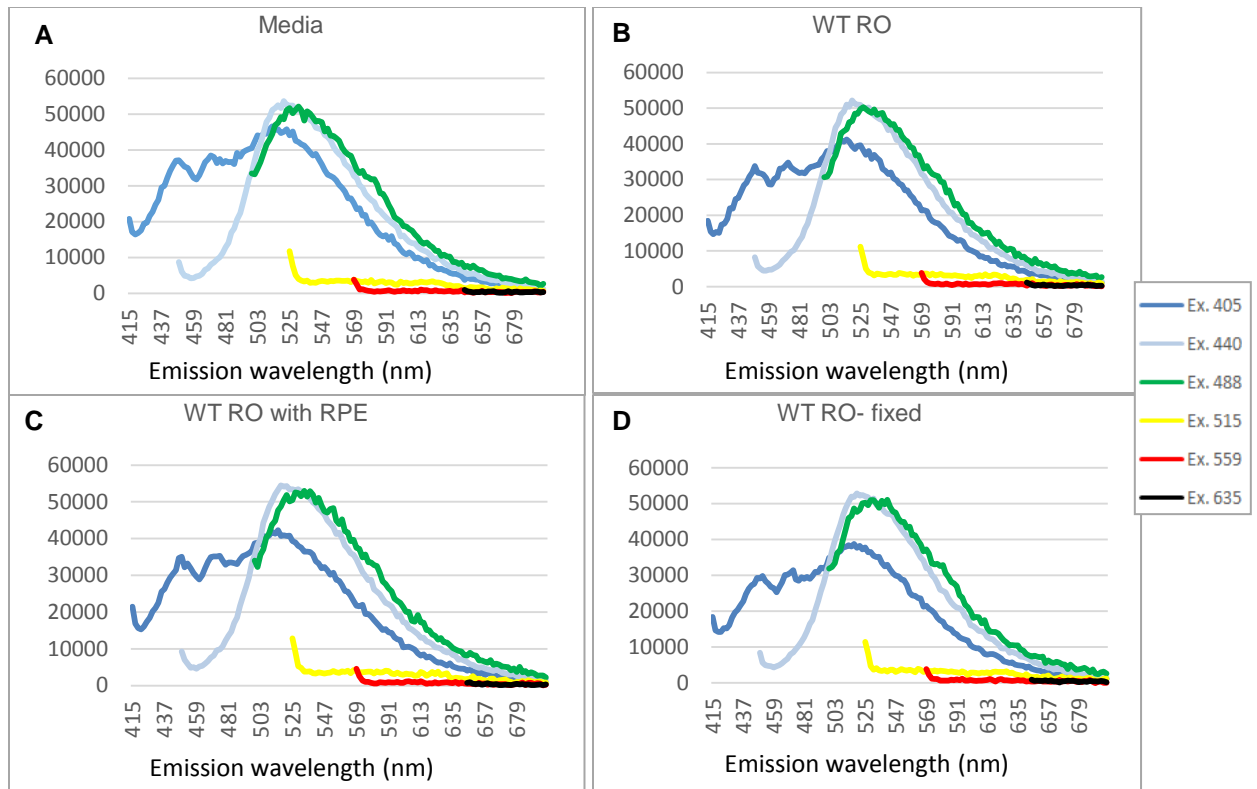 A
Media
60000
50000
40000
30000
20000
10000
0
415 437 459 481 503 525 547 569 591 613 635 657 679
Emission wavelength (nm)
B
WT RO
60000
50000
40000
30000
20000
10000
0
415 437 459 481 503 525 547 569 591 613 635 657 679
Emission wavelength (nm)
Ex. 405
Ex. 440
Ex. 488
Ex. 515
Ex. 559
Ex. 635
C
WT RO with RPE
60000
50000
40000
30000
20000
10000
0
415 437 459 481 503 525 547 569 591 613 635 657 679
Emission wavelength (nm)
D
WT RO- fixed
60000
50000
40000
30000
20000
10000
0
415 437 459 481 503 525 547 569 591 613 635 657 679
Emission wavelength (nm)